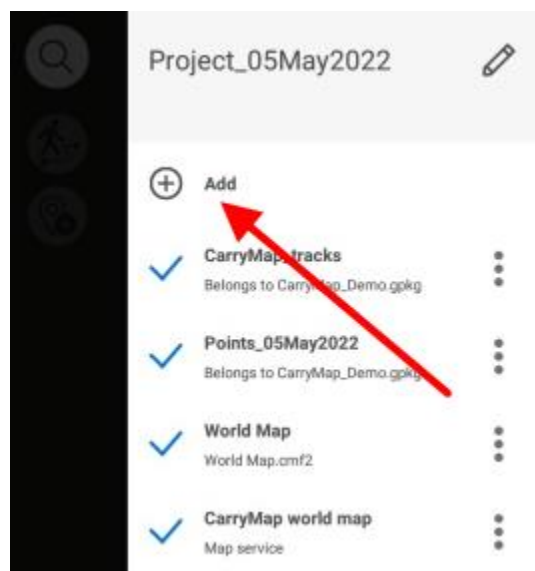 Project_05May2022
Add
CarryMap_tracks
Belongs to CarryMap_Demo.gpkg
Points_05May2022
Belongs to CarryMap_Demo.gpkg
World Map
World Map.cmf2
CarryMap world map
Map service